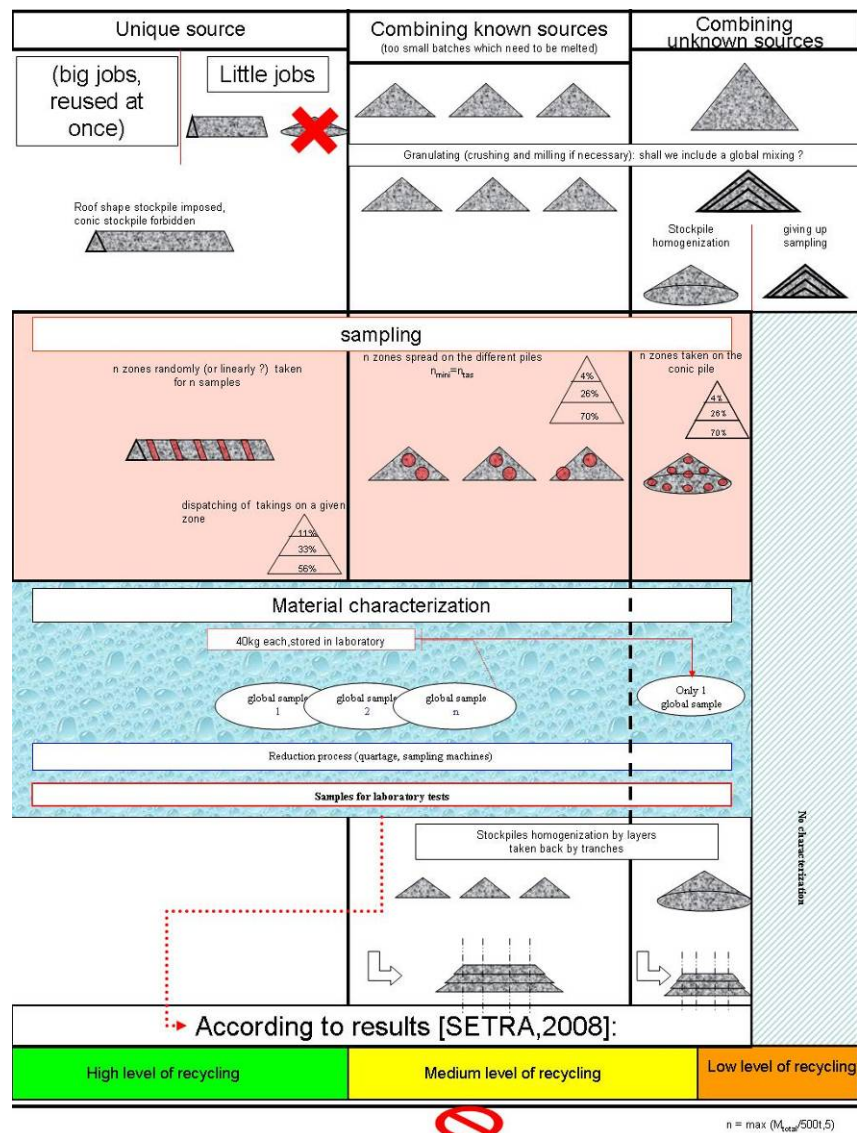 Unique source
Combining known sources
(too small batches which need to be melted)
Combining
unknown sources
(big jobs,
reused at
once)
Little jobs
Granulating (crushing and milling if necessary): shall we include a global mixing ?
Roof shape stockpile imposed,
conic stockpile forbidden
Stockpile
homogenization
giving up
sampling
sampling
n zones randomly (or linearly ?) taken
for n samples
n zones spread on the different piles
n_mini=n_tas
4%
26%
70%
n zones taken on the
conic pile
4%
26%
70%
dispatching of takings on a given
zone
11%
33%
56%
Material characterization
40kg each,stored in laboratory
global sample
1
global sample
2
global sample
n
Only 1
global sample
Reduction process (quartage, sampling machines)
Samples for laboratory tests
No characterization
Stockpiles homogenization by layers
taken back by tranches
According to results [SETRA,2008]:
High level of recycling
Medium level of recycling
Low level of recycling
n = max (M_total/500t,5)